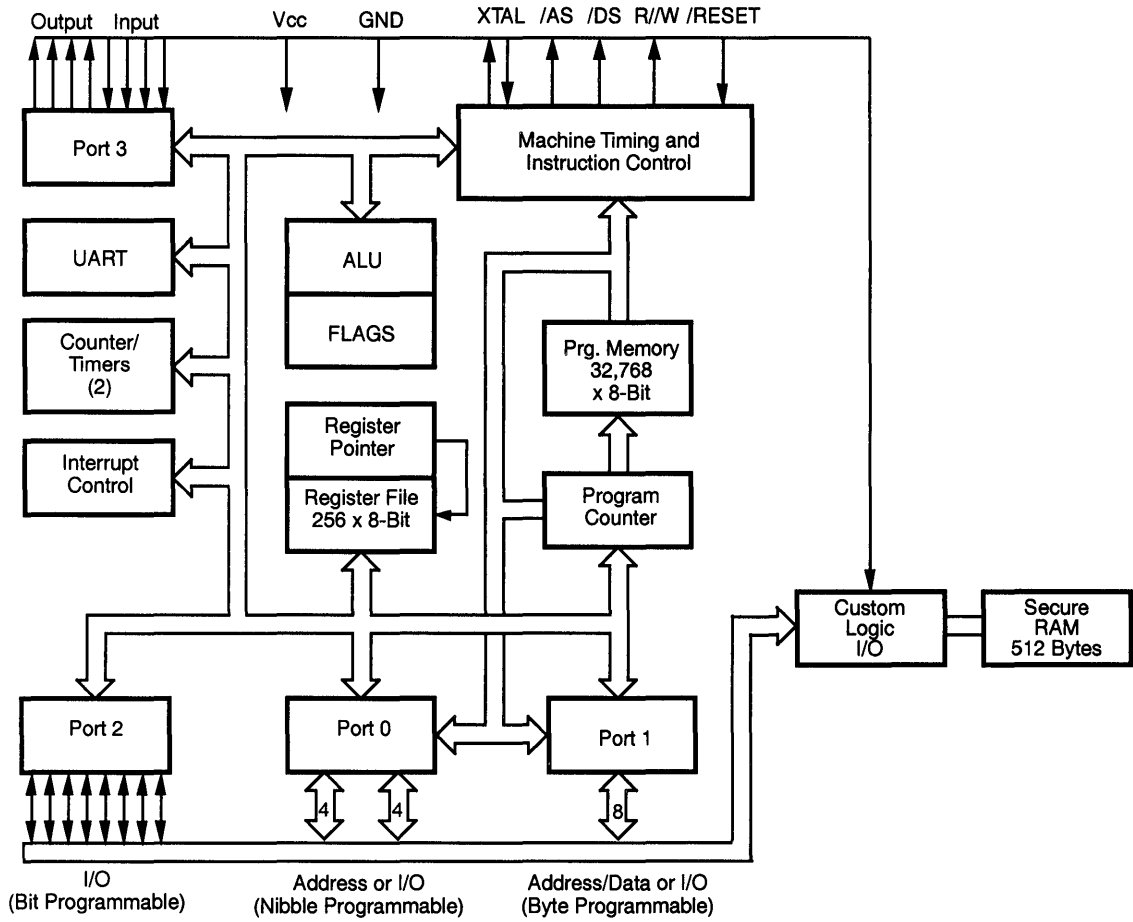 Output Input Vcc GND XTAL /AS /DS R//W /RESET
Port 3
Machine Timing and
Instruction Control
UART
ALU
FLAGS
Counter/
Timers
(2)
Prg. Memory
32,768
x 8-Bit
Interrupt
Control
Register
Pointer
Register File
256 x 8-Bit
Program
Counter
Custom
Logic
I/O
Secure
RAM
512 Bytes
Port 2
Port 0
Port 1
4
4
8
I/O
(Bit Programmable)
Address or I/O
(Nibble Programmable)
Address/Data or I/O
(Byte Programmable)